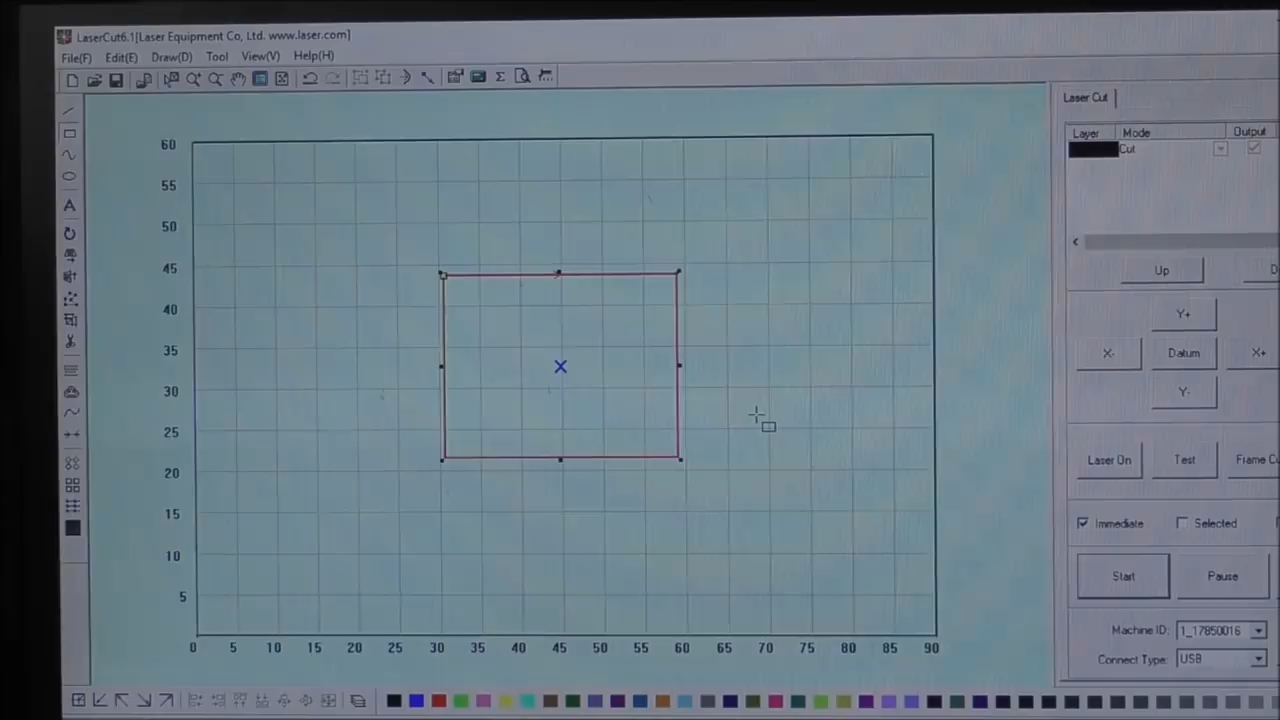 LaserCut6.1[Laser Equipment Co, Ltd. www.laser.com]
File(F) Edit(E) Draw(D) Tool View(V) Help(H)
Laser Cut
Layer Mode Output
Cut
60
55
50
45
40
35
30
25
20
15
10
5
0 5 10 15 20 25 30 35 40 45 50 55 60 65 70 75 80 85 90
Up
Y+
X- Datum X+
Y-
Laser On Test Frame
Immediate Selected
Start Pause
Machine ID: 1_17850016
Connect Type: USB